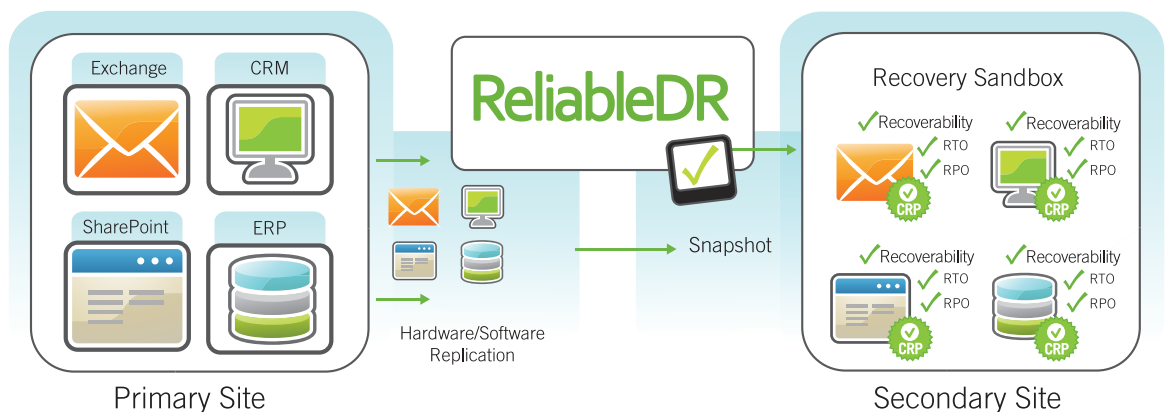 Exchange
CRM
SharePoint
ERP
Primary Site
Hardware/Software
Replication
ReliableDR
Snapshot
Recovery Sandbox
Recoverability
RTO
RPO
CRP
Recoverability
RTO
RPO
CRP
Recoverability
RTO
RPO
CRP
Recoverability
RTO
RPO
CRP
Secondary Site